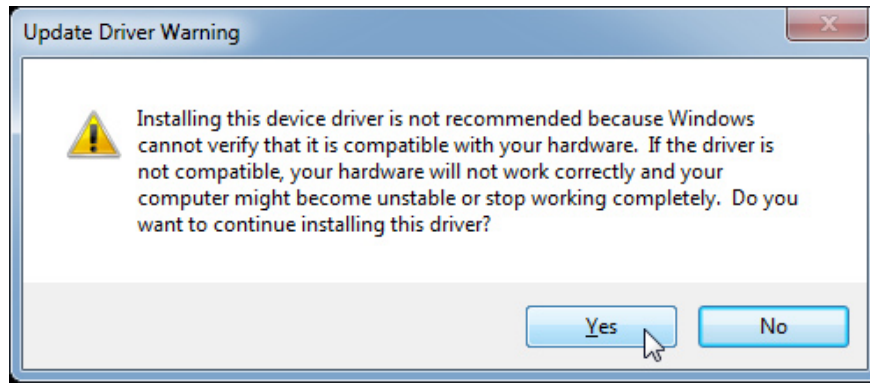 Update Driver Warning
Installing this device driver is not recommended because Windows
cannot verify that it is compatible with your hardware.  If the driver is
not compatible, your hardware will not work correctly and your
computer might become unstable or stop working completely.  Do you
want to continue installing this driver?
Yes
No